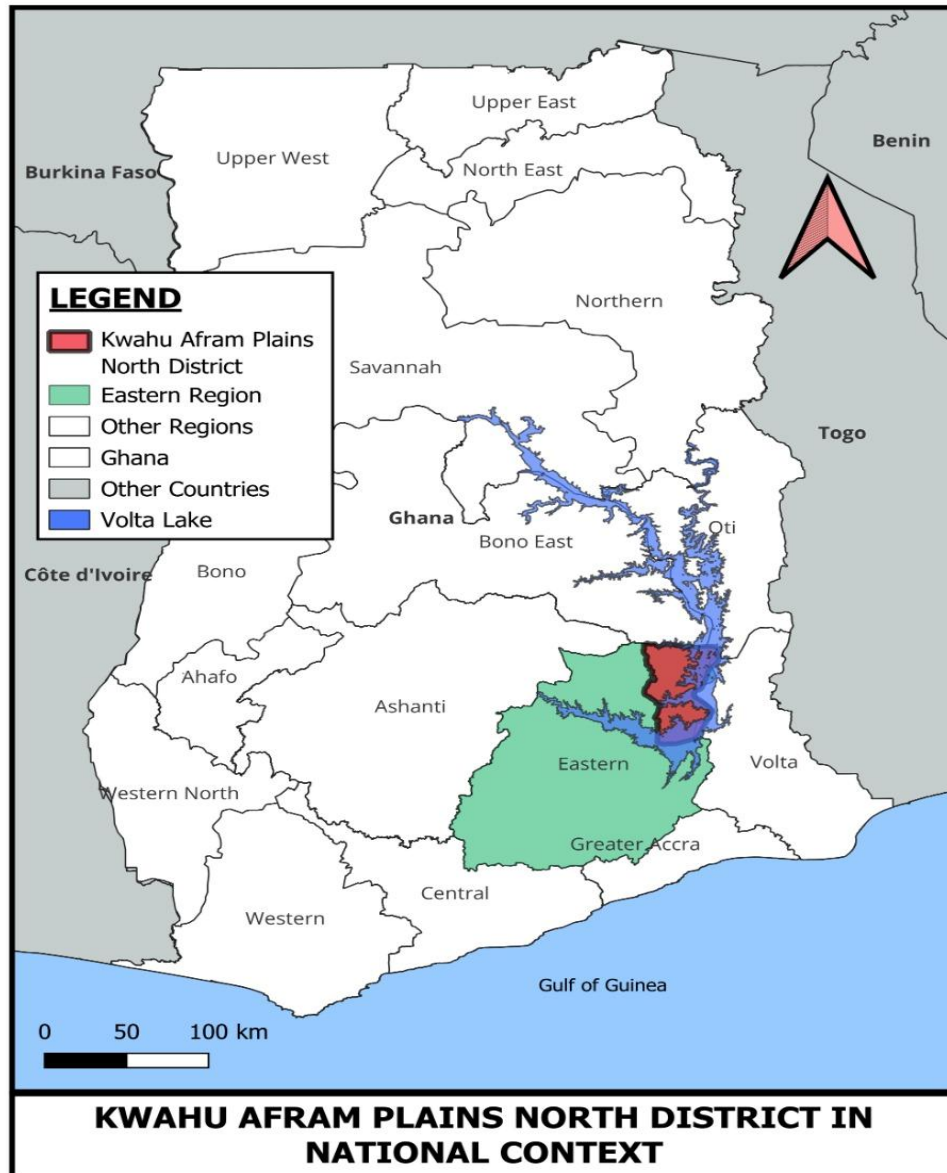 Upper East
Benin
Upper West
North East
Burkina Faso
LEGEND
Kwahu Afram Plains
North District
Eastern Region
Other Regions
Ghana
Other Countries
Volta Lake
Northern
Savannah
Togo
Ghana
Oti
Bono East
Côte d'Ivoire
Bono
Ahafo
Ashanti
Eastern
Volta
Western North
Greater Accra
Central
Western
Gulf of Guinea
0 50 100 km
KWAHU AFRAM PLAINS NORTH DISTRICT IN
NATIONAL CONTEXT